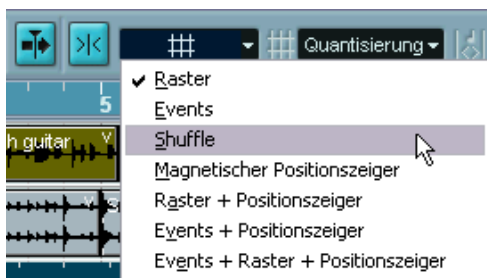 Quantisierung
Raster
5
Events
h guitar
Shuffle
Magnetischer Positionszeiger
Raster + Positionszeiger
Events + Positionszeiger
Events + Raster + Positionszeiger